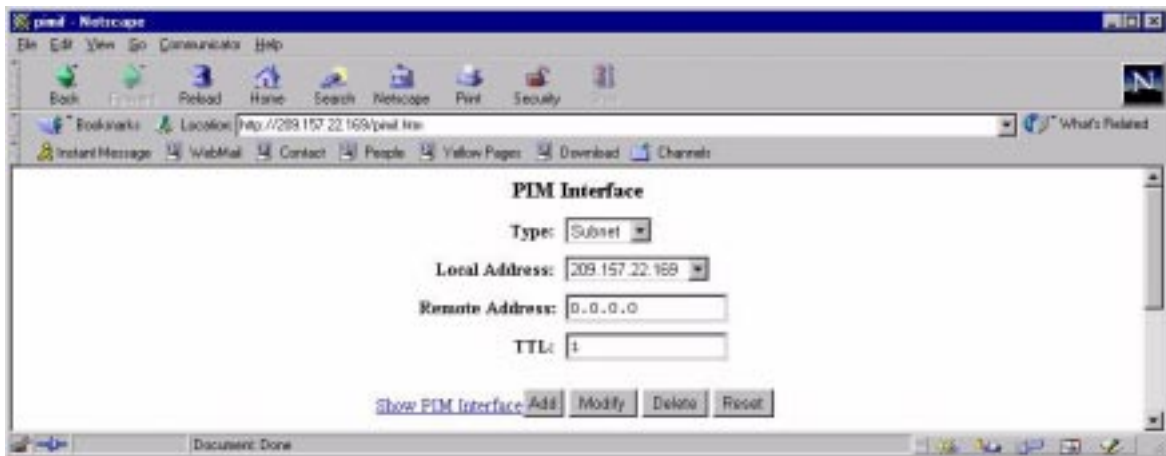 pimif - Netscape
File Edit View Go Communicator Help
Back Forward Reload Home Search Netscape Print Security
N
Bookmarks Location: http://209.157.22.169/pimif.htm What's Related
Instant Message WebMail Contact People Yellow Pages Download Channels
PIM Interface
Type: Subnet
Local Address: 209.157.22.169
Remote Address: 0.0.0.0
TTL: 1
Show PIM Interface Add Modify Delete Reset
Document: Done